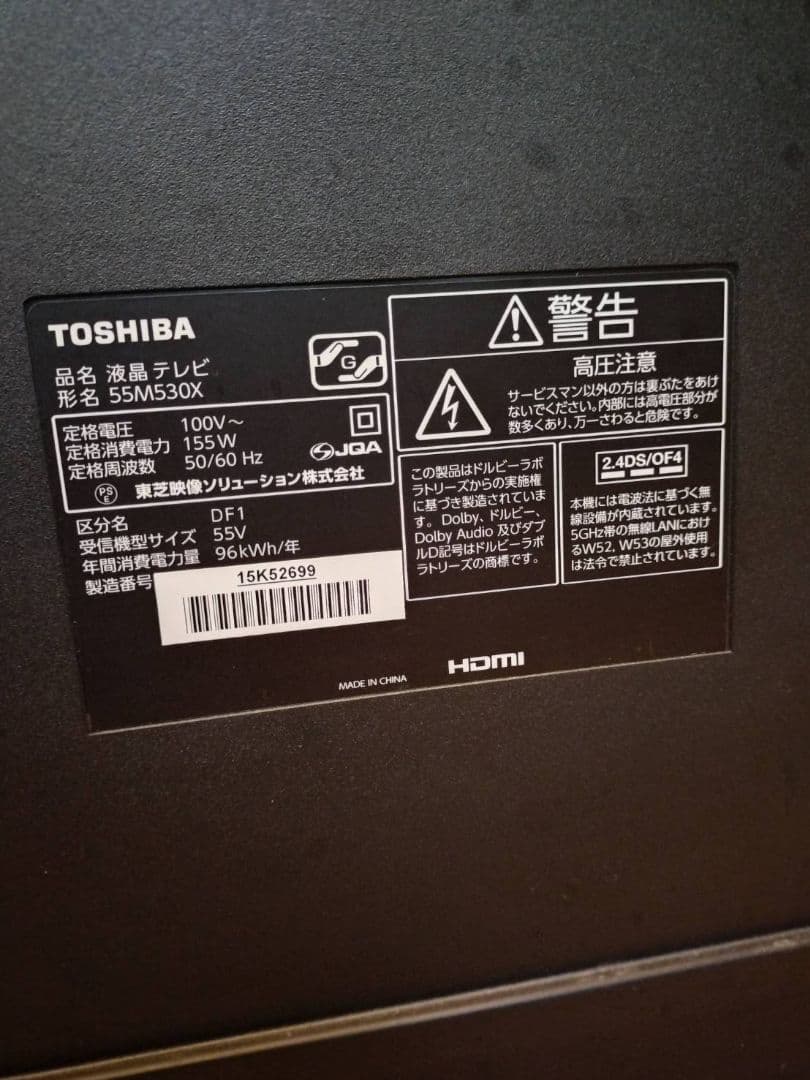 TOSHIBA
品名 液晶テレビ
形名 55M530X
G
定格電圧 100V～
定格消費電力 155W
定格周波数 50/60 Hz
JQA
PS
E
東芝映像ソリューション株式会社
区分名 DF1
受信機型サイズ 55V
年間消費電力量 96kWh/年
製造番号
15K52699
警告
高圧注意
サービスマン以外の方は裏ぶたをあけ
ないでください。内部には高電圧部分が
数多くあり、万一さわると危険です。
この製品はドルビーラボ
ラトリーズからの実施権
に基づき製造されていま
す。Dolby、ドルビー、
Dolby Audio 及びダブ
ルD記号はドルビーラボ
ラトリーズの商標です。
2.4DS/OF4
本機には電波法に基づく無
線設備が内蔵されています。
5GHz帯の無線LANにおけ
るW52, W53の屋外使用
は法令で禁止されています。
HDMI
MADE IN CHINA